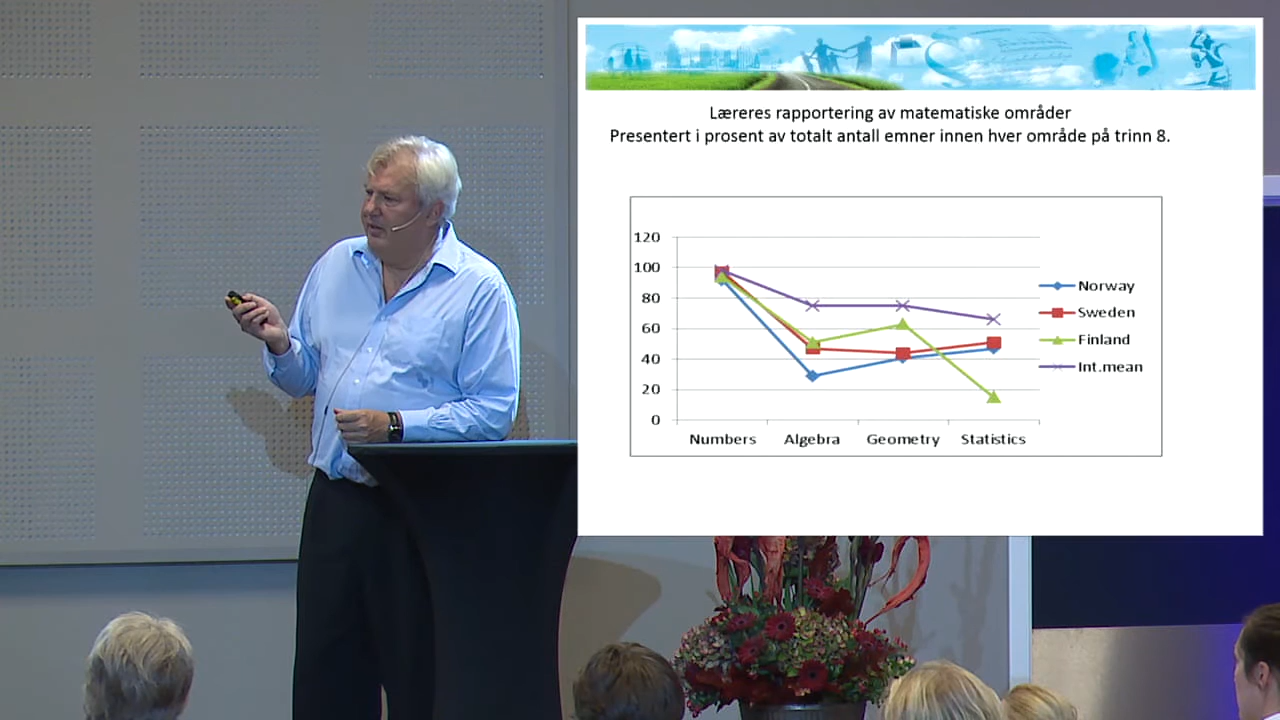 Læreres rapportering av matematiske områder
Presentert i prosent av totalt antall emner innen hver område på trinn 8.
120
100
80
60
40
20
0
Numbers Algebra Geometry Statistics
Norway
Sweden
Finland
Int.mean